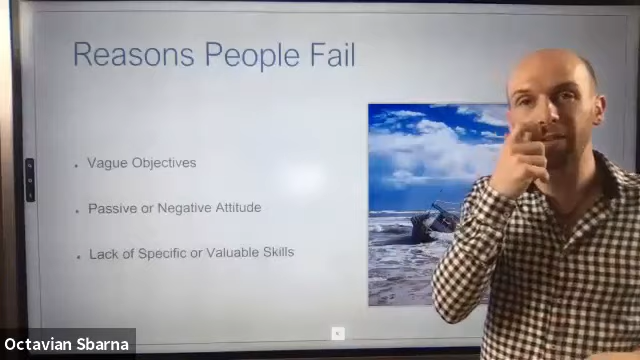 Reasons People Fail
• Vague Objectives
• Passive or Negative Attitude
• Lack of Specific or Valuable Skills
Octavian Sbarna